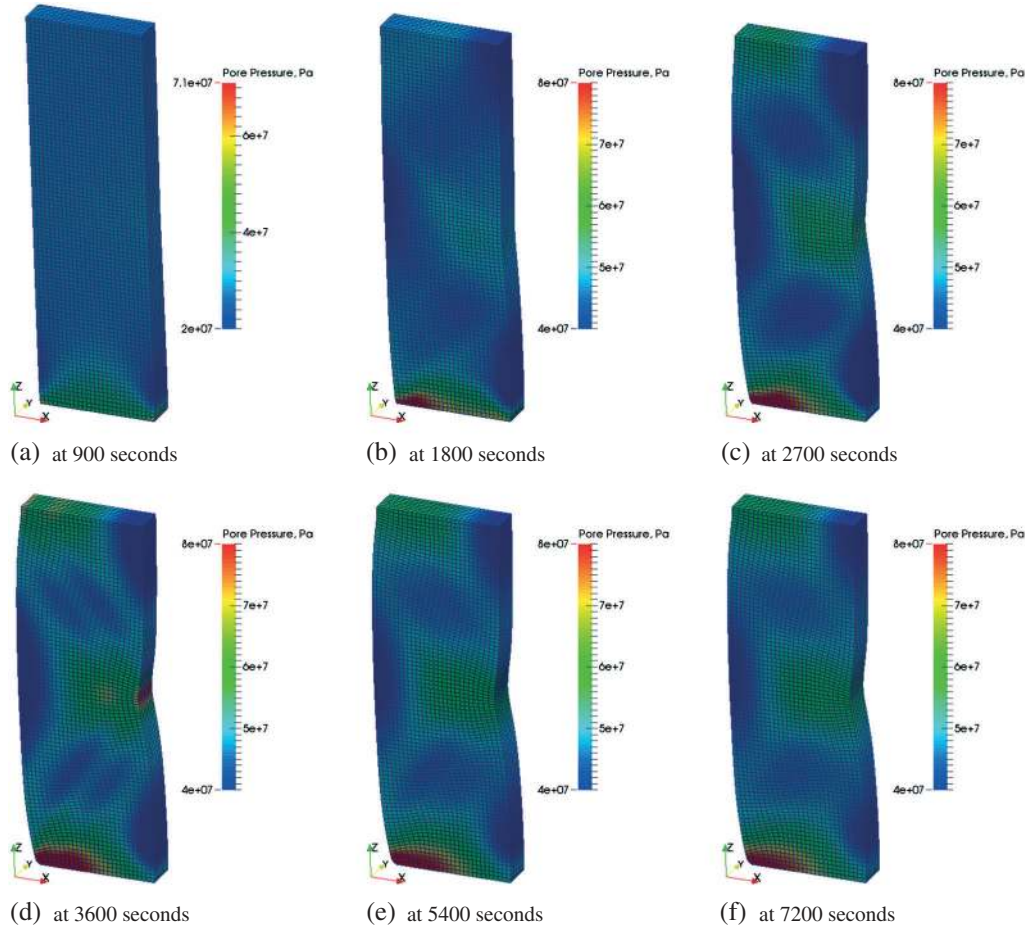 Pore Pressure, Pa
7.1e+07
6e+7
4e+7
2e+07
Z
Y
X
(a) at 900 seconds
Pore Pressure, Pa
8e+07
7e+7
6e+7
5e+7
4e+07
Z
Y
X
(b) at 1800 seconds
Pore Pressure, Pa
8e+07
7e+7
6e+7
5e+7
4e+07
Z
Y
X
(c) at 2700 seconds
Pore Pressure, Pa
8e+07
7e+7
6e+7
5e+7
4e+07
Z
Y
X
(d) at 3600 seconds
Pore Pressure, Pa
8e+07
7e+7
6e+7
5e+7
4e+07
Z
Y
X
(e) at 5400 seconds
Pore Pressure, Pa
8e+07
7e+7
6e+7
5e+7
4e+07
Z
Y
X
(f) at 7200 seconds